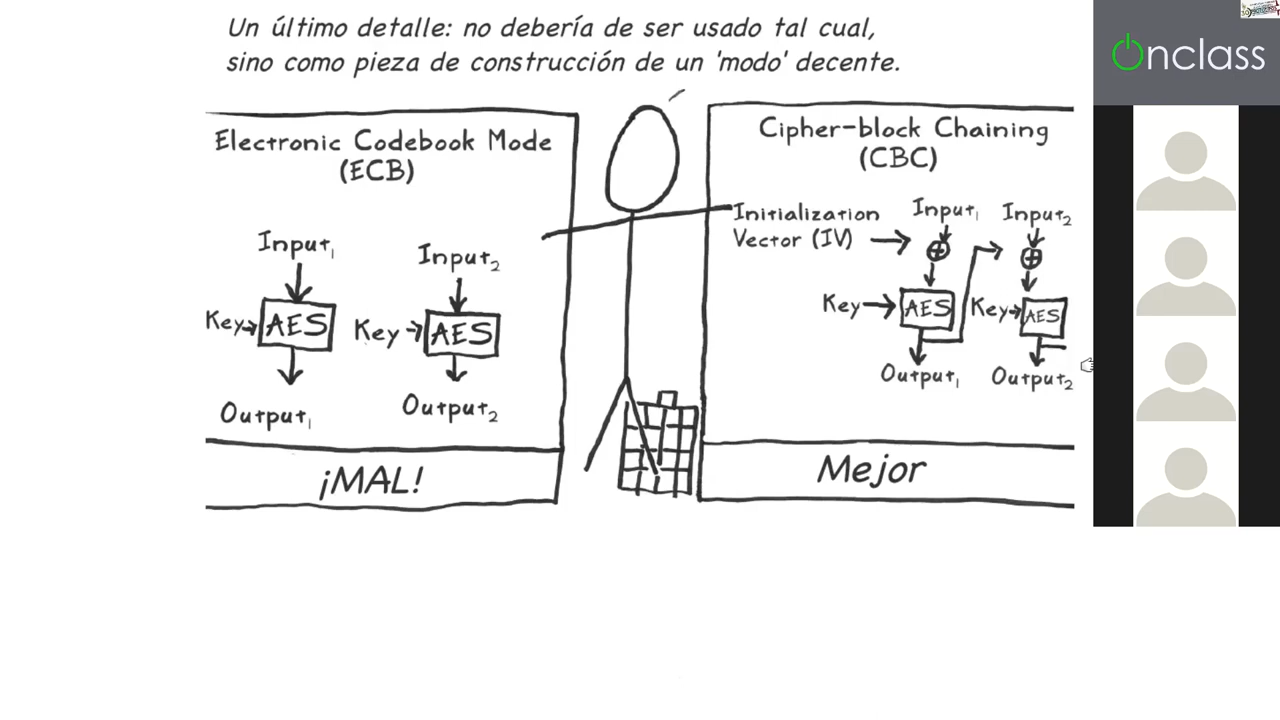 Un último detalle: no debería de ser usado tal cual,
sino como pieza de construcción de un 'modo' decente.
Electronic Codebook Mode
(ECB)
Input₁
Input₂
Key
AES
Key
AES
Output₁
Output₂
¡MAL!
Cipher-block Chaining
(CBC)
Initialization
Vector (IV)
Input₁
Input₂
Key
AES
Key
AES
Output₁
Output₂
Mejor
Onclass